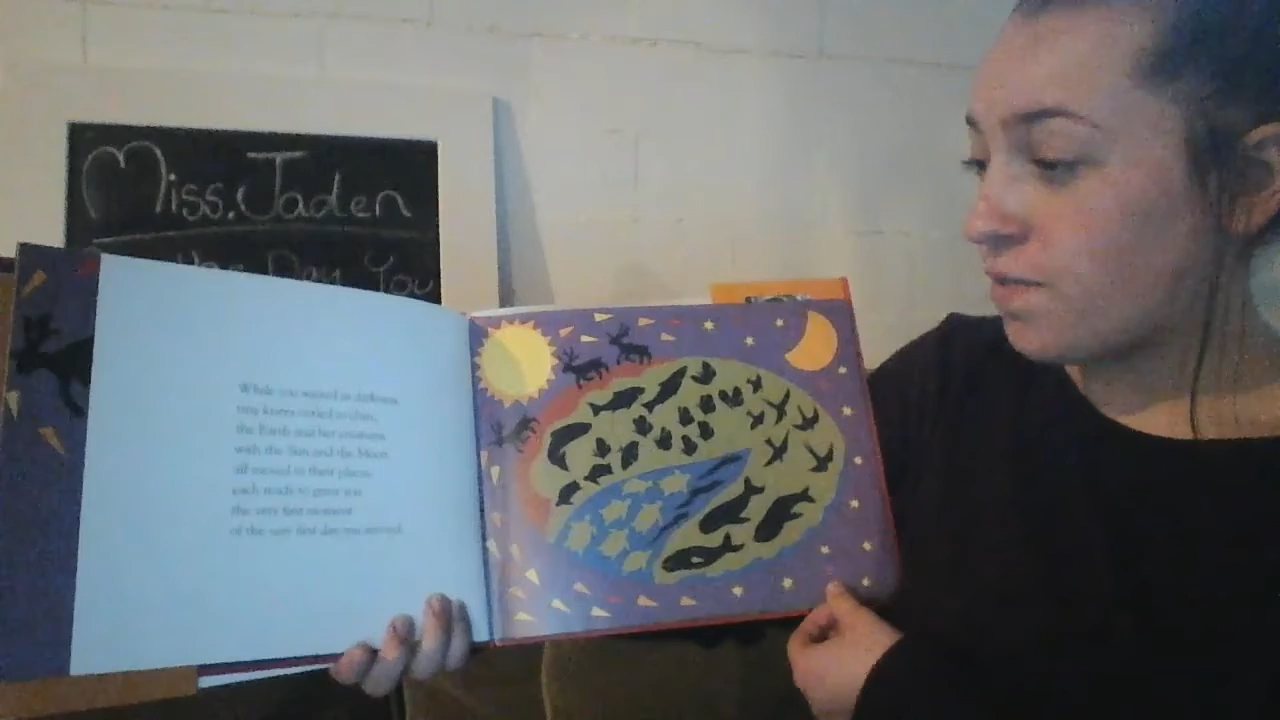 Miss. Jaden
the Day You
While you waited in darkness,
tiny knees curled to chin,
the Earth and her creatures
with the Sun and the Moon
all moved in their places,
each ready to greet you
the very first moment
of the very first day you arrived.